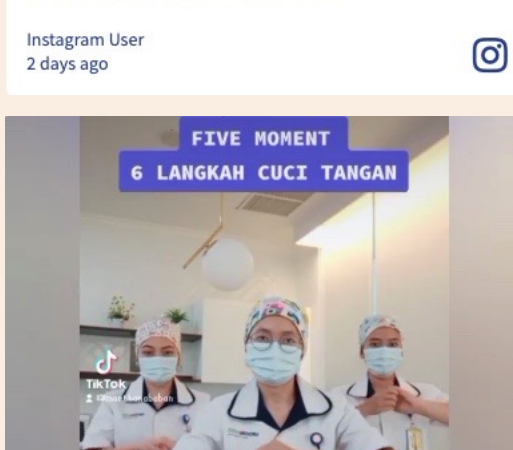 Instagram User
2 days ago
FIVE MOMENT
6 LANGKAH CUCI TANGAN
TikTok